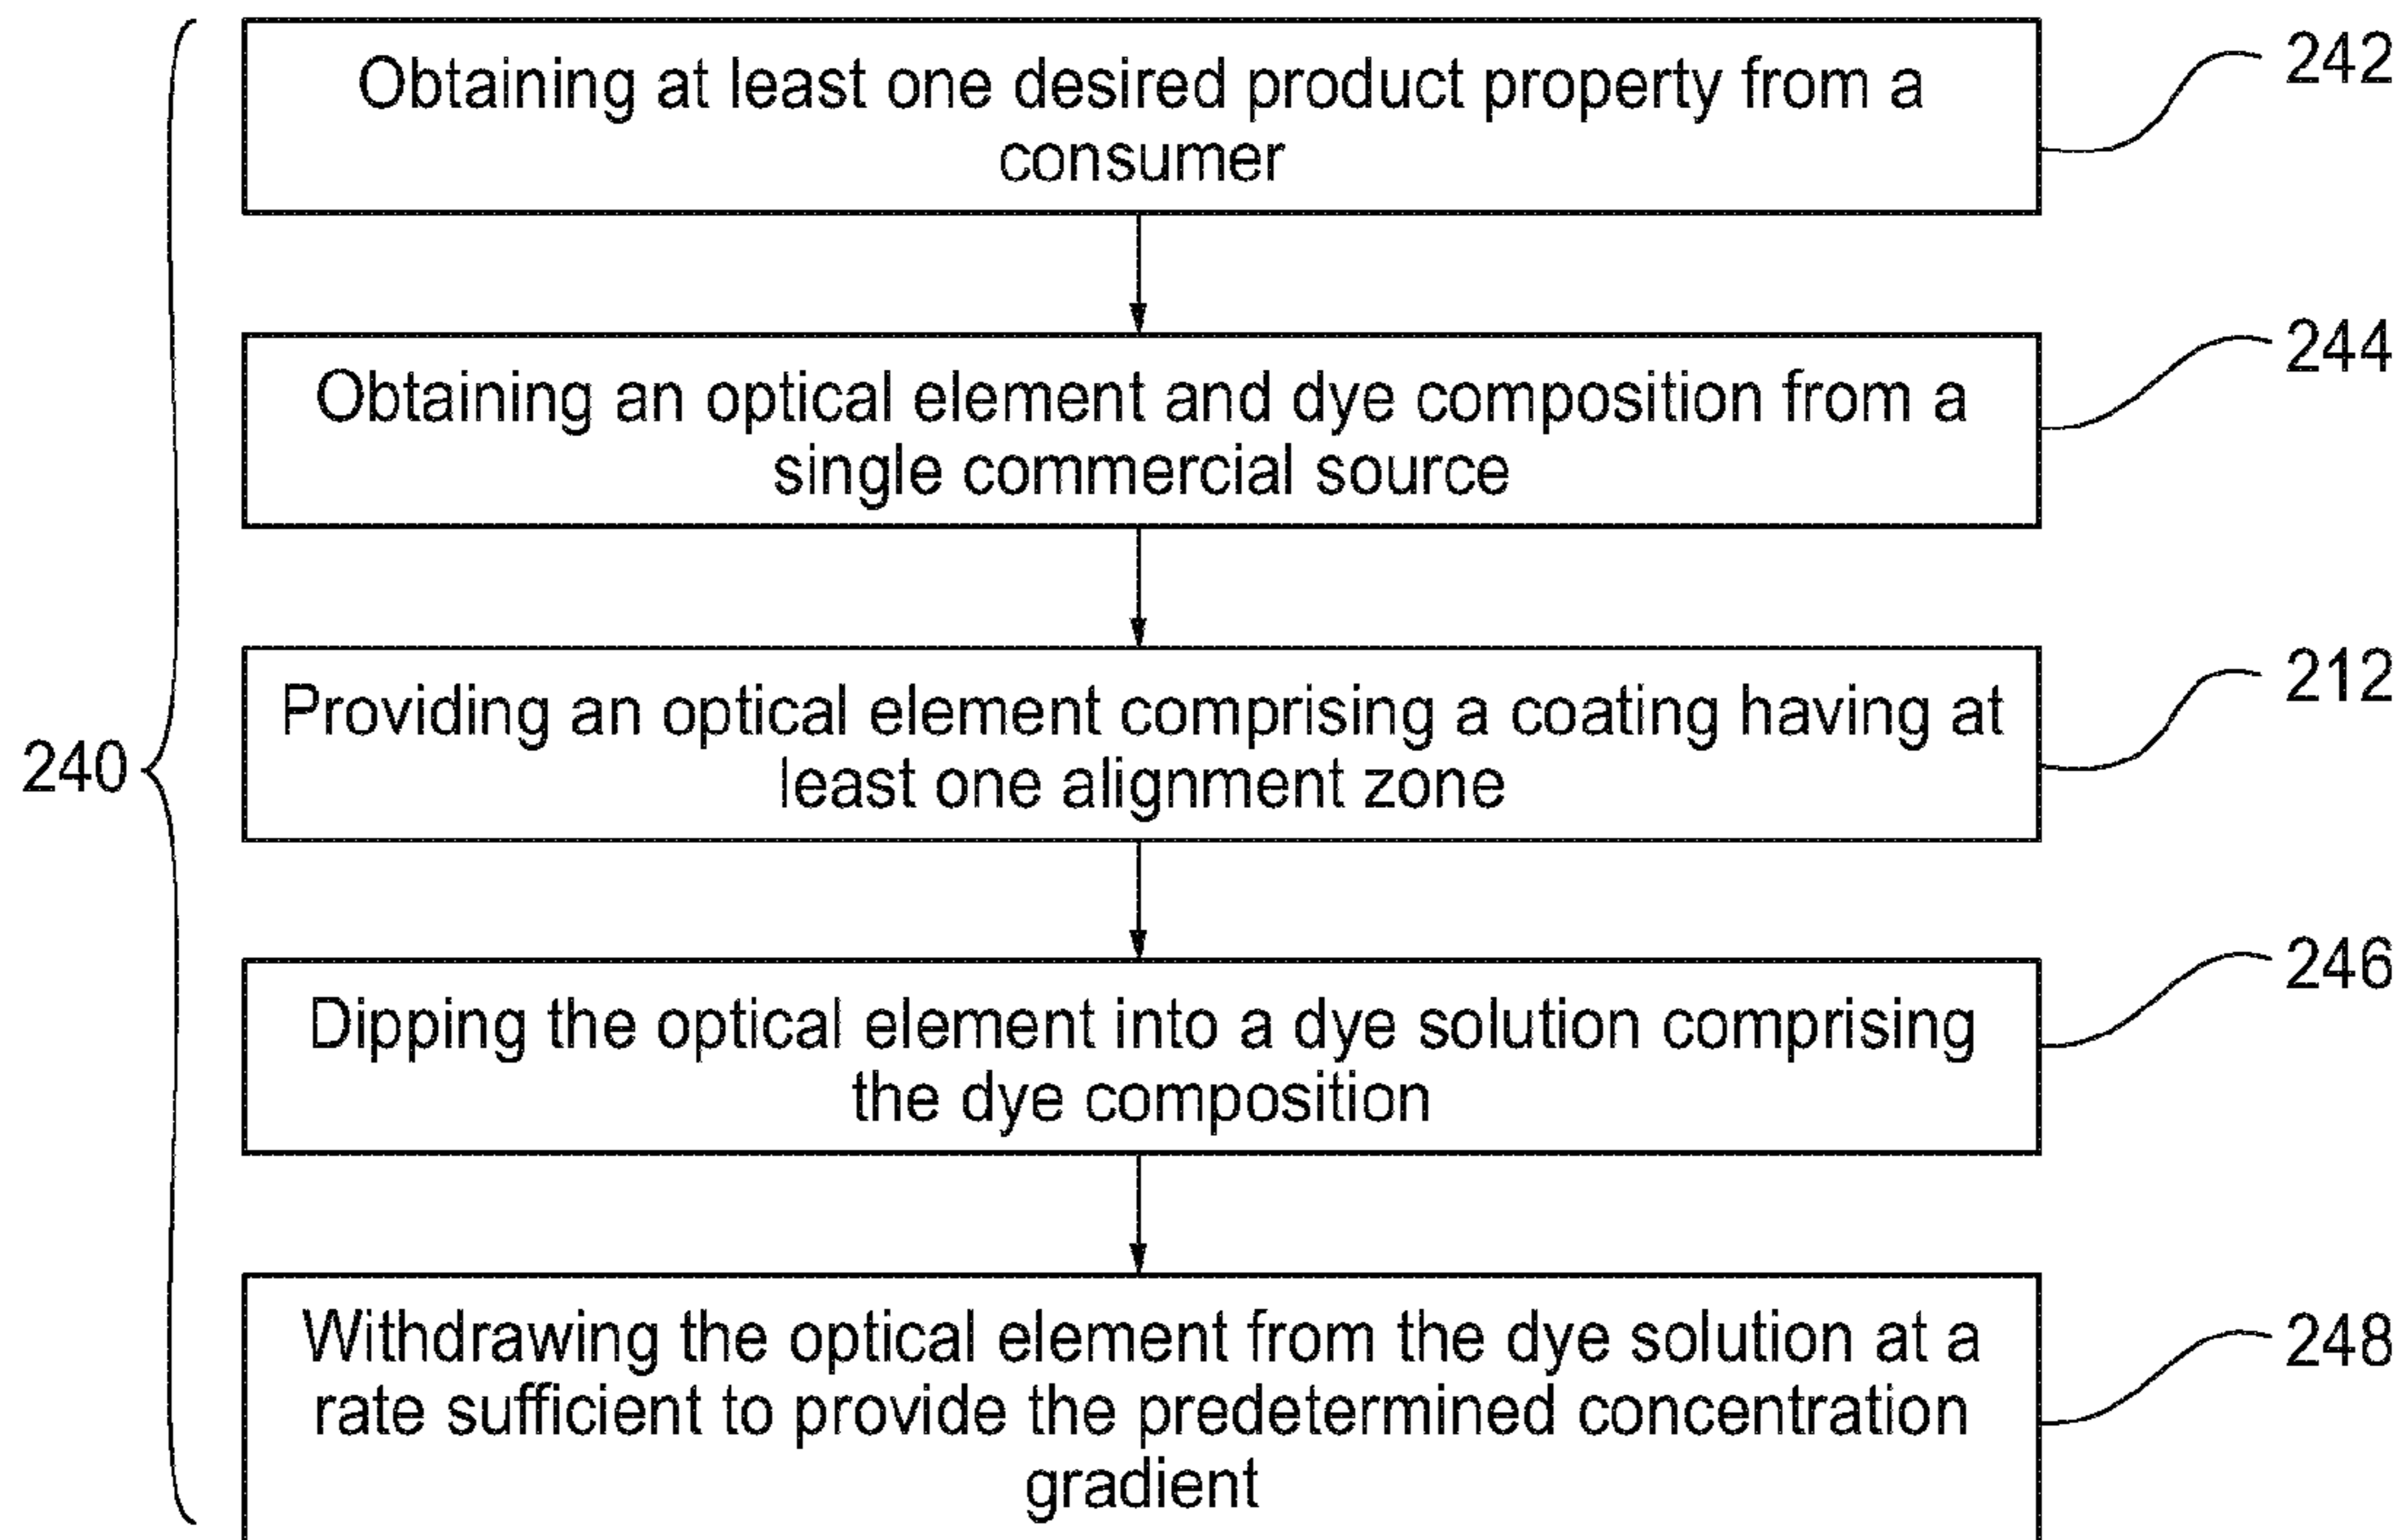 Obtaining at least one desired product property from a
consumer
242
Obtaining an optical element and dye composition from a
single commercial source
244
240
Providing an optical element comprising a coating having at
least one alignment zone
212
Dipping the optical element into a dye solution comprising
the dye composition
246
Withdrawing the optical element from the dye solution at a
rate sufficient to provide the predetermined concentration
gradient
248